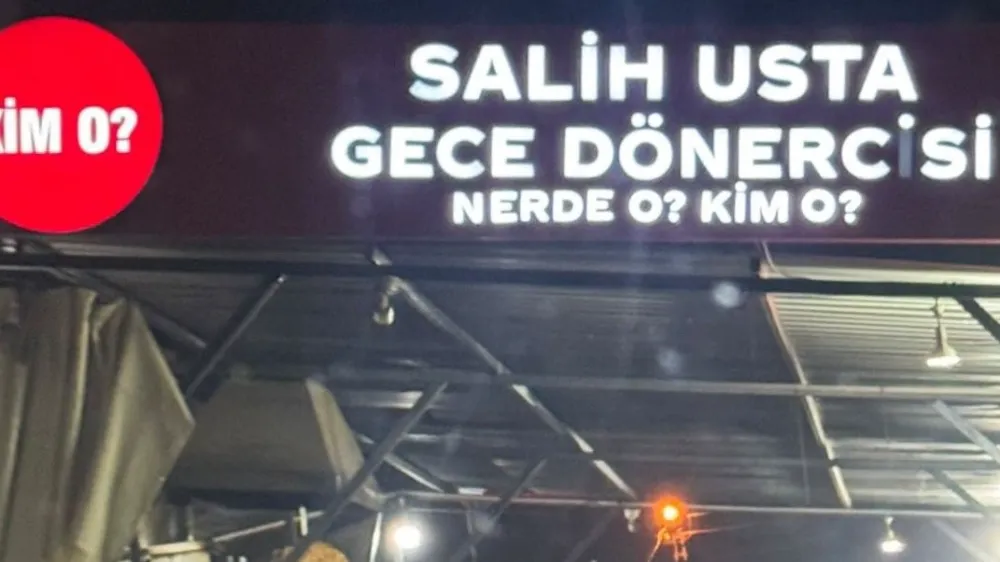 KİM O?
SALİH USTA
GECE DÖNERCİSİ
NERDE O? KİM O?